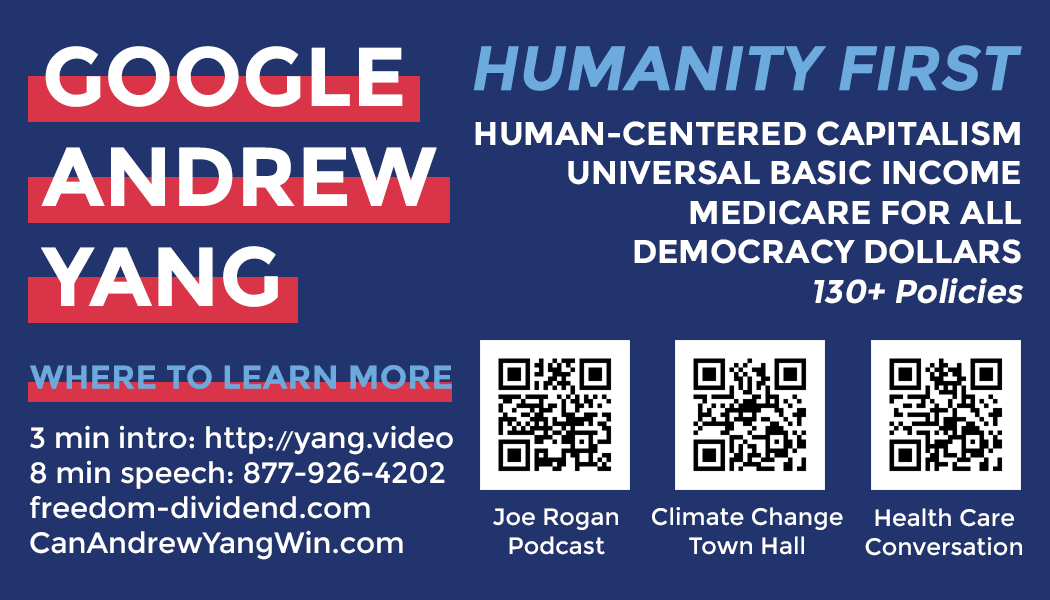 GOOGLE
ANDREW
YANG
WHERE TO LEARN MORE
3 min intro: http://yang.video
8 min speech: 877-926-4202
freedom-dividend.com
CanAndrewYangWin.com
HUMANITY FIRST
HUMAN-CENTERED CAPITALISM
UNIVERSAL BASIC INCOME
MEDICARE FOR ALL
DEMOCRACY DOLLARS
130+ Policies
Joe Rogan
Podcast
Climate Change
Town Hall
Health Care
Conversation